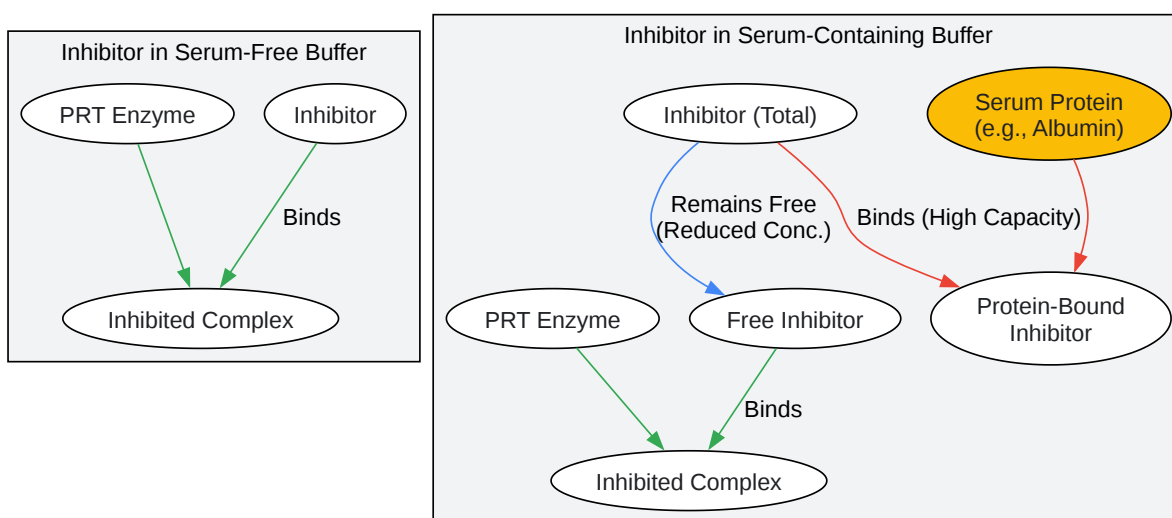 Inhibitor in Serum-Free Buffer
PRT Enzyme
Inhibitor
Binds
Inhibited Complex
Inhibitor in Serum-Containing Buffer
Inhibitor (Total)
Serum Protein
(e.g., Albumin)
Remains Free
(Reduced Conc.)
Binds (High Capacity)
PRT Enzyme
Free Inhibitor
Protein-Bound
Inhibitor
Binds
Inhibited Complex